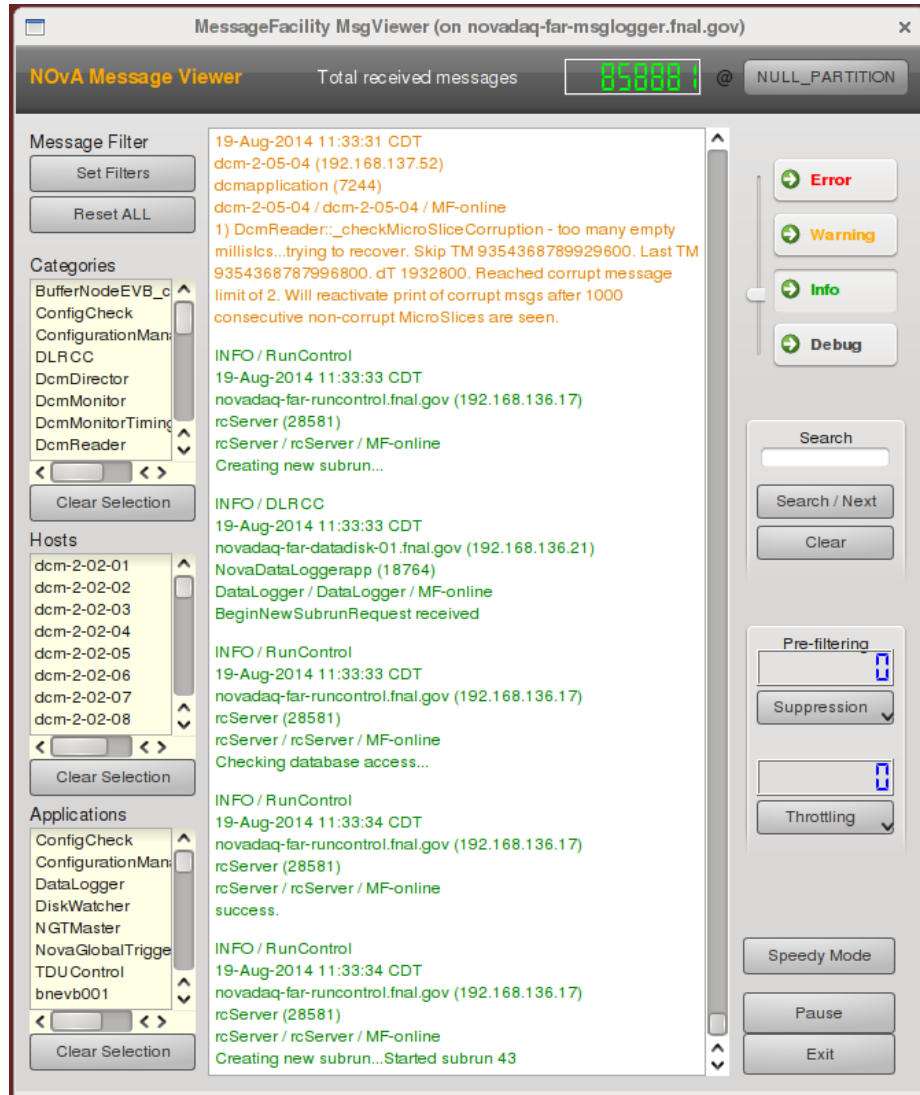 MessageFacility MsgViewer (on novadaq-far-msglogger.fnal.gov)
NOvA Message Viewer
Total received messages
858881
@
NULL_PARTITION
Message Filter
Set Filters
Reset ALL
Categories
BufferNodeEVB_c
ConfigCheck
ConfigurationMana
DLRCC
DcmDirector
DcmMonitor
DcmMonitorTiming
DcmReader
Clear Selection
Hosts
dcm-2-02-01
dcm-2-02-02
dcm-2-02-03
dcm-2-02-04
dcm-2-02-05
dcm-2-02-06
dcm-2-02-07
dcm-2-02-08
Clear Selection
Applications
ConfigCheck
ConfigurationMana
DataLogger
DiskWatcher
NGTMaster
NovaGlobalTrigge
TDUControl
bnevb001
Clear Selection
19-Aug-2014 11:33:31 CDT
dcm-2-05-04 (192.168.137.52)
dcmapplication (7244)
dcm-2-05-04 / dcm-2-05-04 / MF-online
1) DcmReader::_checkMicroSliceCorruption - too many empty
millislcs...trying to recover. Skip TM 9354368789929600. Last TM
9354368787996800. dT 1932800. Reached corrupt message
limit of 2. Will reactivate print of corrupt msgs after 1000
consecutive non-corrupt MicroSlices are seen.
INFO / RunControl
19-Aug-2014 11:33:33 CDT
novadaq-far-runcontrol.fnal.gov (192.168.136.17)
rcServer (28581)
rcServer / rcServer / MF-online
Creating new subrun...
INFO / DLRCC
19-Aug-2014 11:33:33 CDT
novadaq-far-datadisk-01.fnal.gov (192.168.136.21)
NovaDataLoggerapp (18764)
DataLogger / DataLogger / MF-online
BeginNewSubrunRequest received
INFO / RunControl
19-Aug-2014 11:33:33 CDT
novadaq-far-runcontrol.fnal.gov (192.168.136.17)
rcServer (28581)
rcServer / rcServer / MF-online
Checking database access...
INFO / RunControl
19-Aug-2014 11:33:34 CDT
novadaq-far-runcontrol.fnal.gov (192.168.136.17)
rcServer (28581)
rcServer / rcServer / MF-online
success.
INFO / RunControl
19-Aug-2014 11:33:34 CDT
novadaq-far-runcontrol.fnal.gov (192.168.136.17)
rcServer (28581)
rcServer / rcServer / MF-online
Creating new subrun...Started subrun 43
Error
Warning
Info
Debug
Search
Search / Next
Clear
Pre-filtering
0
Suppression
0
Throttling
Speedy Mode
Pause
Exit